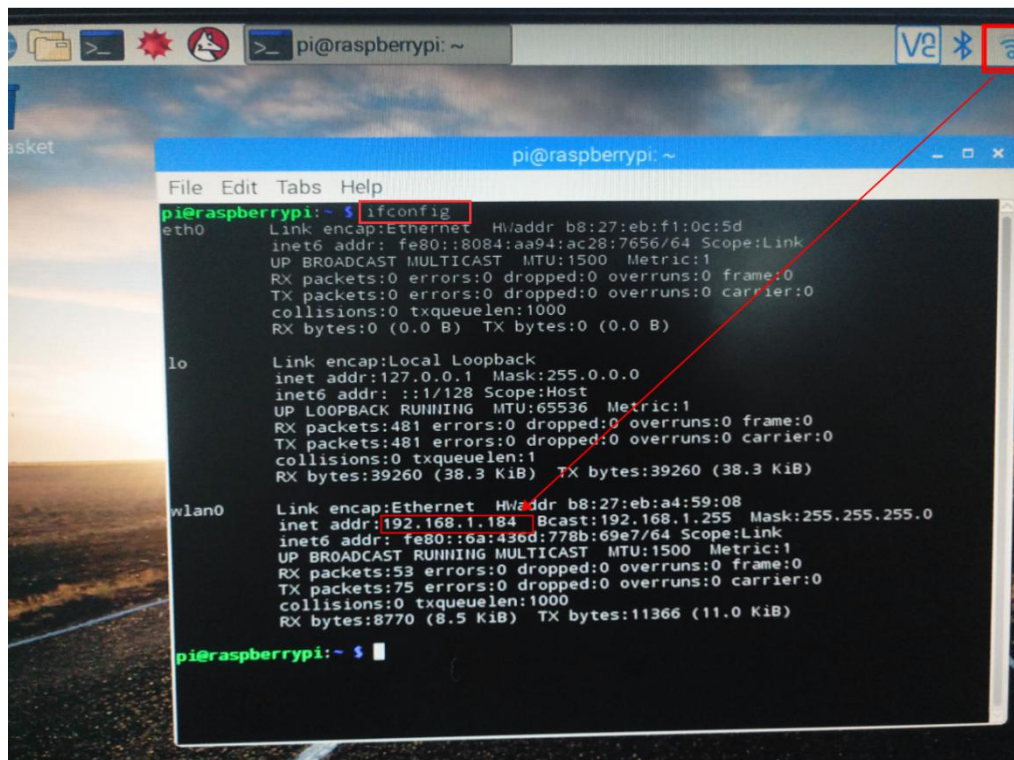 pi@raspberrypi: ~
V2
asket
pi@raspberrypi: ~
File Edit Tabs Help
pi@raspberrypi:~ $ ifconfig
eth0 Link encap:Ethernet HWaddr b8:27:eb:f1:0c:5d
inet6 addr: fe80::8084:aa94:ac28:7656/64 Scope:Link
UP BROADCAST MULTICAST MTU:1500 Metric:1
RX packets:0 errors:0 dropped:0 overruns:0 frame:0
TX packets:0 errors:0 dropped:0 overruns:0 carrier:0
collisions:0 txqueuelen:1000
RX bytes:0 (0.0 B) TX bytes:0 (0.0 B)
lo Link encap:Local Loopback
inet addr:127.0.0.1 Mask:255.0.0.0
inet6 addr: ::1/128 Scope:Host
UP LOOPBACK RUNNING MTU:65536 Metric:1
RX packets:481 errors:0 dropped:0 overruns:0 frame:0
TX packets:481 errors:0 dropped:0 overruns:0 carrier:0
collisions:0 txqueuelen:1
RX bytes:39260 (38.3 KiB) TX bytes:39260 (38.3 KiB)
wlan0 Link encap:Ethernet HWaddr b8:27:eb:a4:59:08
inet addr:192.168.1.184 Bcast:192.168.1.255 Mask:255.255.255.0
inet6 addr: fe80::6a:436d:778b:69e7/64 Scope:Link
UP BROADCAST RUNNING MULTICAST MTU:1500 Metric:1
RX packets:53 errors:0 dropped:0 overruns:0 frame:0
TX packets:75 errors:0 dropped:0 overruns:0 carrier:0
collisions:0 txqueuelen:1000
RX bytes:8770 (8.5 KiB) TX bytes:11366 (11.0 KiB)
pi@raspberrypi:~ $